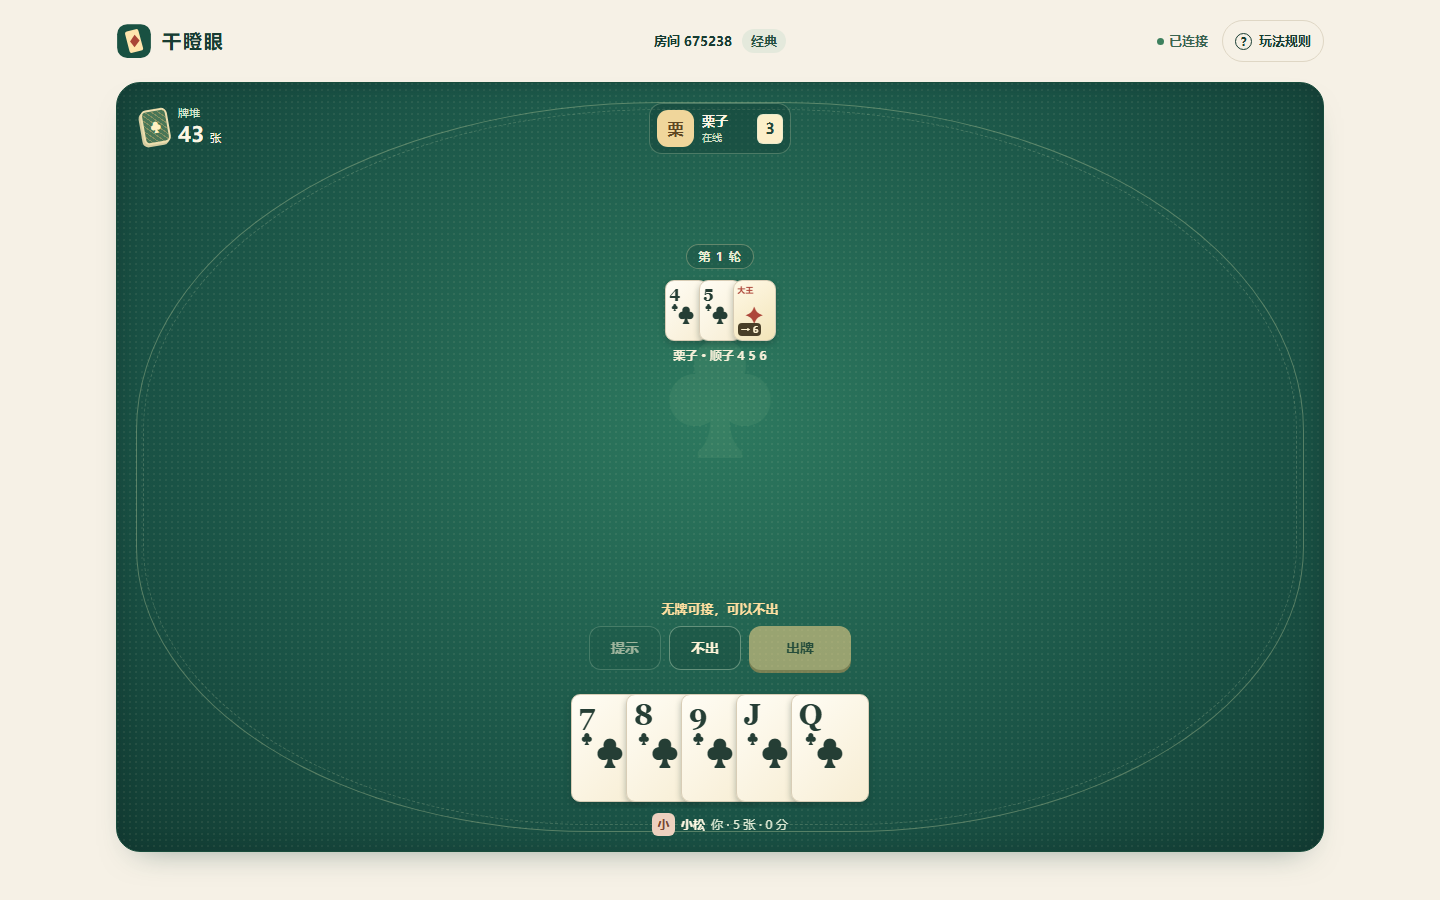 干瞪眼
房间 675238 经典
已连接
? 玩法规则
牌堆
43 张
栗
栗子
在线
3
第 1 轮
4
5
大王
→ 6
栗子 · 顺子 4 5 6
无牌可接，可以不出
提示
不出
出牌
7
8
9
J
Q
小
小松 你 · 5 张 · 0 分